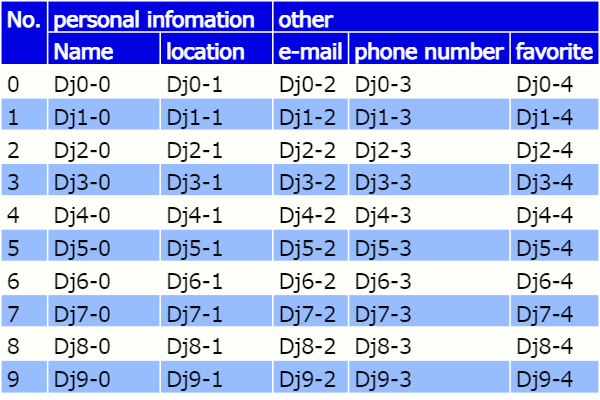 No. personal infomation other
Name location e-mail phone number favorite
0 Dj0-0 Dj0-1 Dj0-2 Dj0-3 Dj0-4
1 Dj1-0 Dj1-1 Dj1-2 Dj1-3 Dj1-4
2 Dj2-0 Dj2-1 Dj2-2 Dj2-3 Dj2-4
3 Dj3-0 Dj3-1 Dj3-2 Dj3-3 Dj3-4
4 Dj4-0 Dj4-1 Dj4-2 Dj4-3 Dj4-4
5 Dj5-0 Dj5-1 Dj5-2 Dj5-3 Dj5-4
6 Dj6-0 Dj6-1 Dj6-2 Dj6-3 Dj6-4
7 Dj7-0 Dj7-1 Dj7-2 Dj7-3 Dj7-4
8 Dj8-0 Dj8-1 Dj8-2 Dj8-3 Dj8-4
9 Dj9-0 Dj9-1 Dj9-2 Dj9-3 Dj9-4